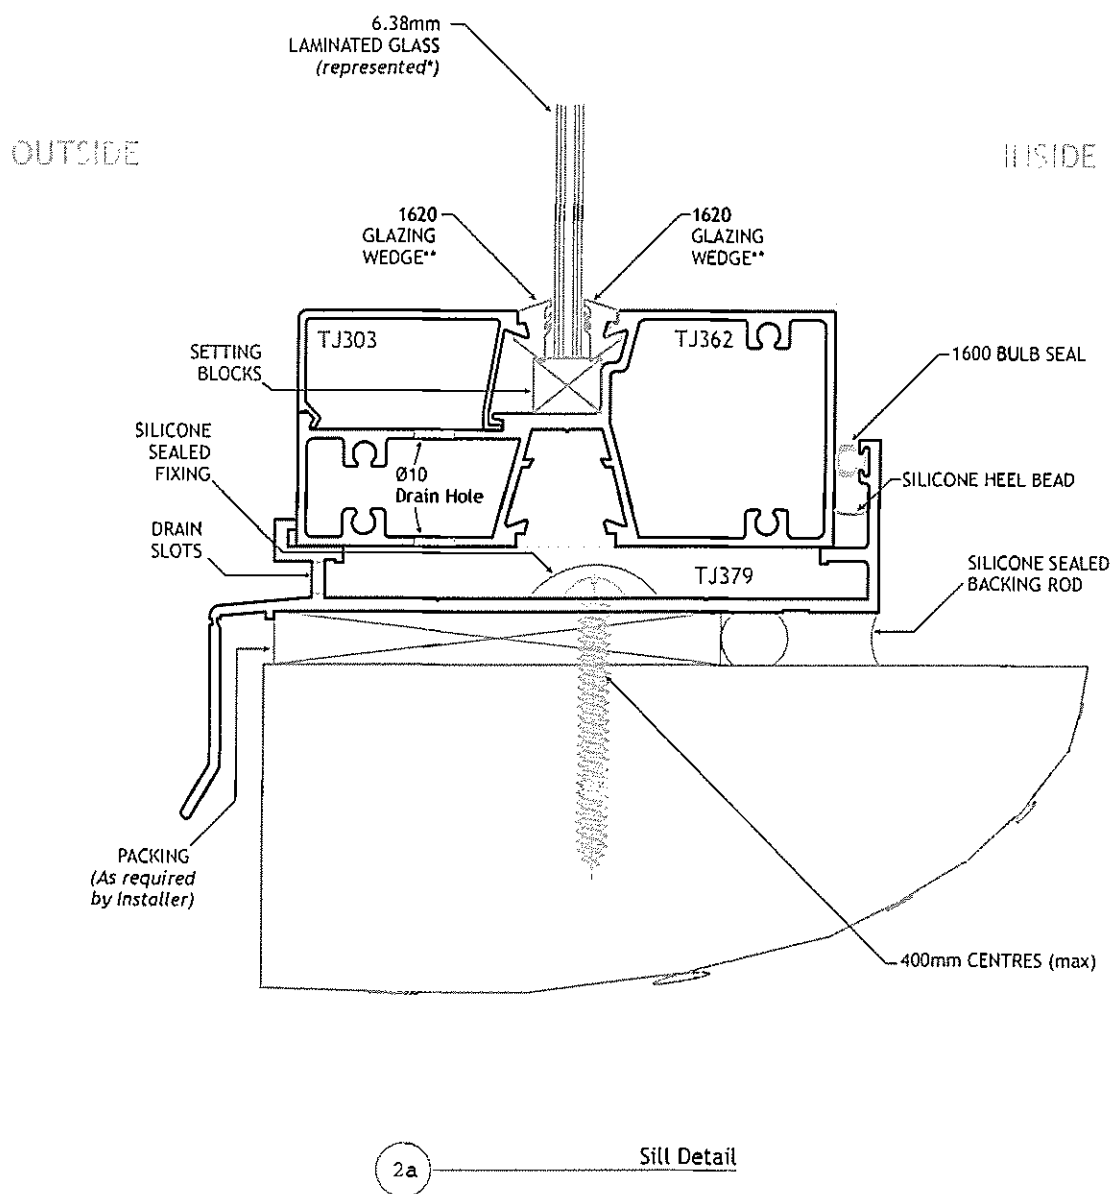 6.38mm
LAMINATED GLASS
(represented*)
OUTSIDE
INSIDE
1620
GLAZING
WEDGE**
1620
GLAZING
WEDGE**
TJ303
TJ362
SETTING
BLOCKS
1600 BULB SEAL
SILICONE
SEALED
FIXING
Ø10
Drain Hole
SILICONE HEEL BEAD
DRAIN
SLOTS
TJ379
SILICONE SEALED
BACKING ROD
PACKING
(As required
by Installer)
400mm CENTRES (max)
2a
Sill Detail